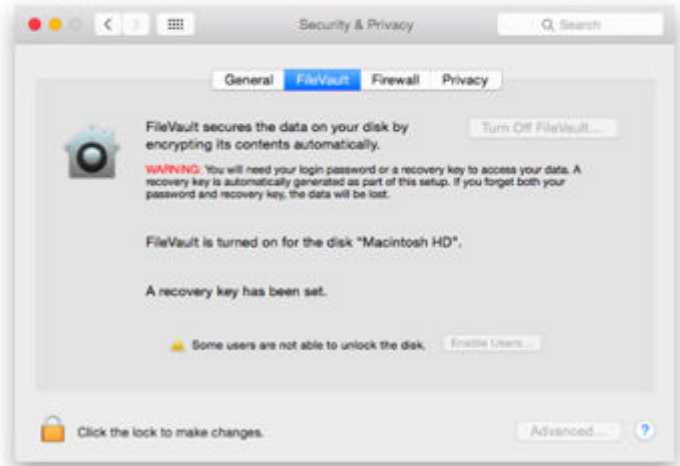 Security & Privacy
Search
General FileVault Firewall Privacy
FileVault secures the data on your disk by
encrypting its contents automatically.
Turn Off FileVault...
WARNING: You will need your login password or a recovery key to access your data. A
recovery key is automatically generated as part of this setup. If you forget both your
password and recovery key, the data will be lost.
FileVault is turned on for the disk "Macintosh HD".
A recovery key has been set.
Some users are not able to unlock the disk.
Enable Users...
Click the lock to make changes.
Advanced...
?